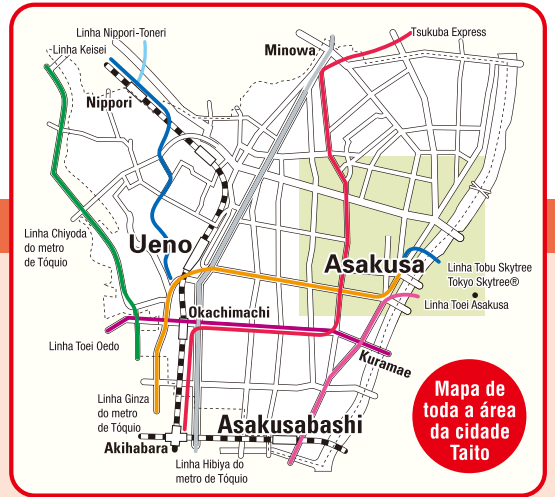 Linha Nippori-Toneri
Tsukuba Express
Linha Keisei
Minowa
Nippori
Linha Chiyoda
do metro
de Tóquio
Ueno
Asakusa
Linha Tobu Skytree
Tokyo Skytree®
Linha Toei Asakusa
Okachimachi
Linha Toei Oedo
Kuramae
Linha Ginza
do metro
de Tóquio
Mapa de
toda a área
da cidade
Taito
Asakusabashi
Akihabara
Linha Hibiya do
metro de Tóquio